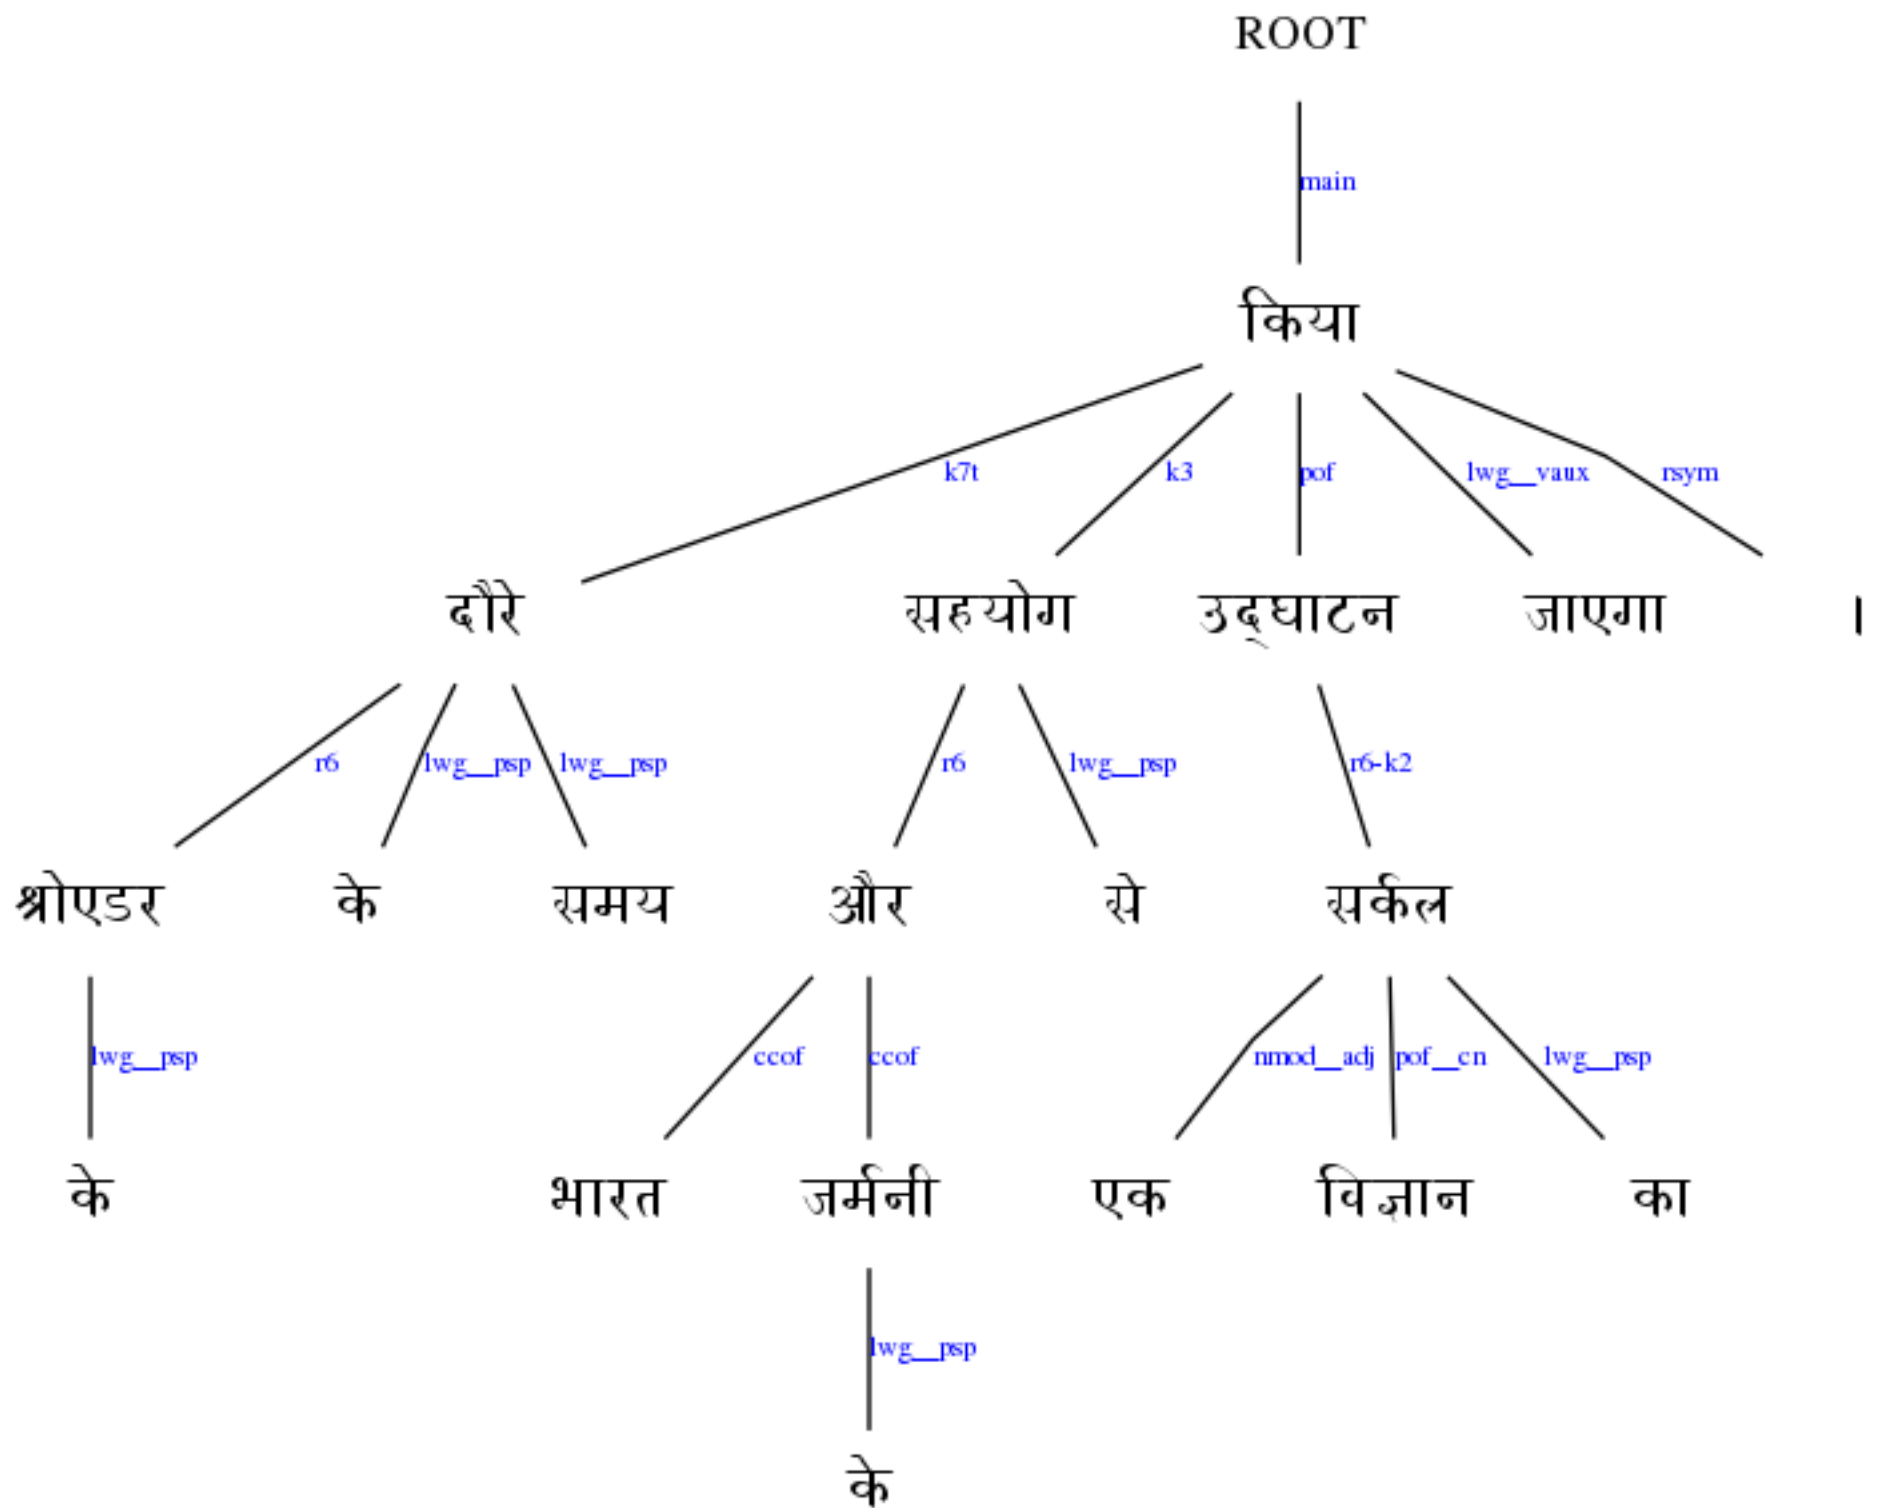 ROOT
main
किया
k7t k3 pof lwg__vaux rsym
दौरे सहयोग उद्घाटन जाएगा ।
r6 lwg__psp lwg__psp r6 lwg__psp r6-k2
श्रोएडर के समय और से सर्कल
lwg__psp ccof ccof nmod__adj pof__cn lwg__psp
के भारत जर्मनी एक विज्ञान का
lwg__psp
के